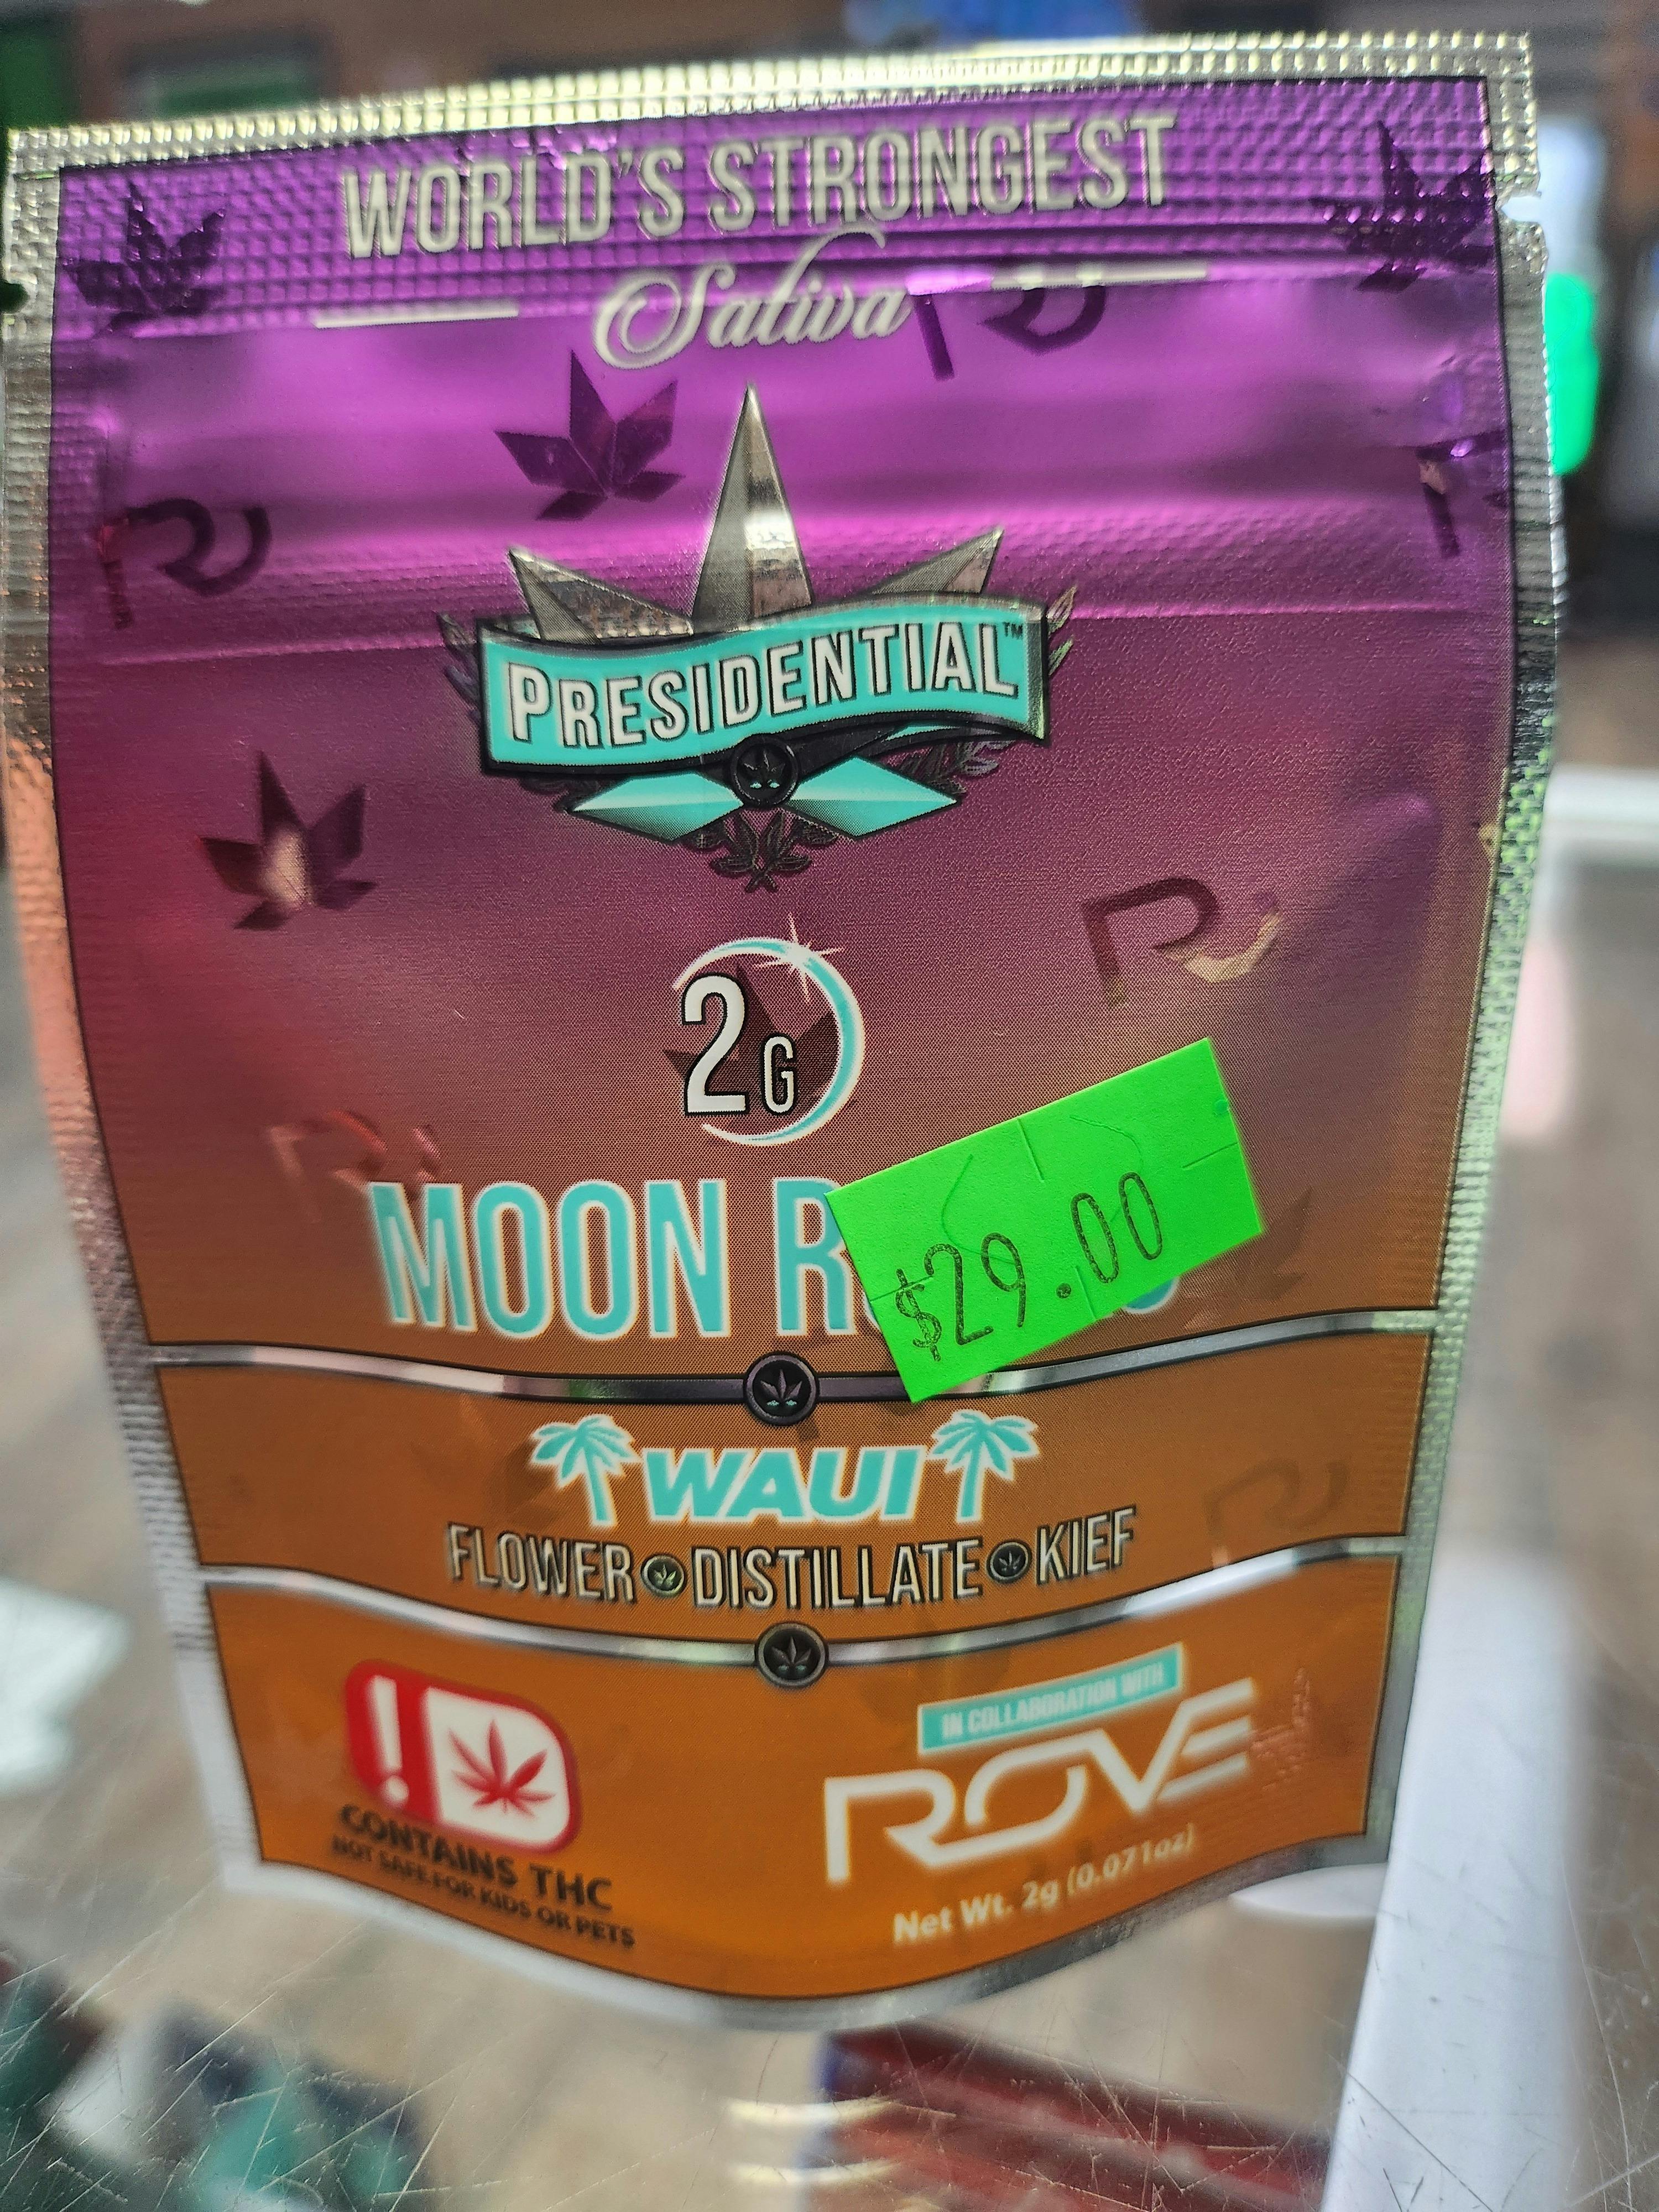 WORLD'S STRONGEST
Sativa
PRESIDENTIAL™
2G
MOON
$29.00
WAUI
FLOWER DISTILLATE KIEF
!
CONTAINS THC
NOT SAFE FOR KIDS OR PETS
IN COLLABORATION WITH
ROVE
Net Wt. 2g (0.071oz)